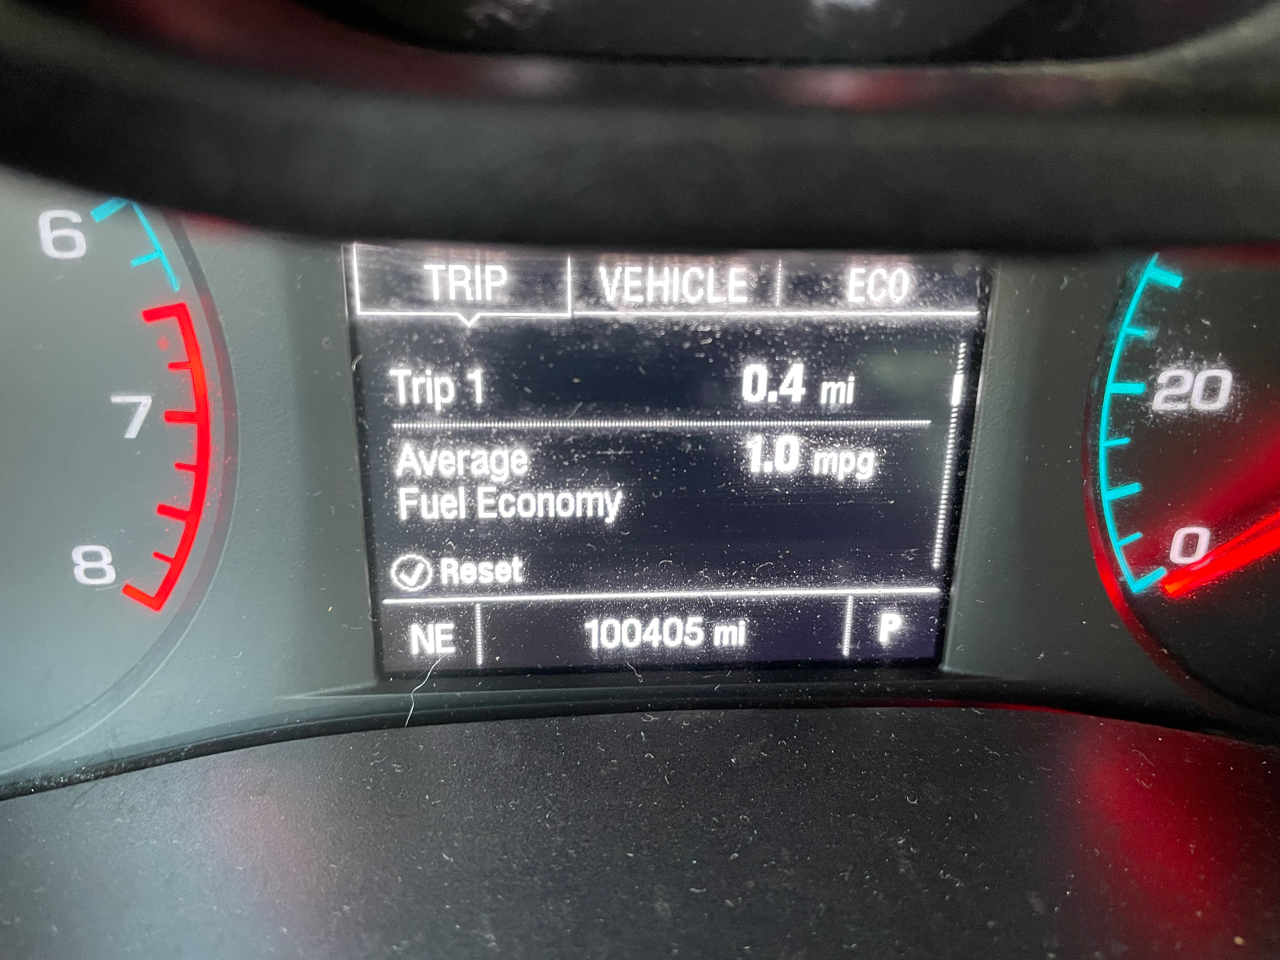 TRIP VEHICLE ECO
Trip 1 0.4 mi
Average 1.0 mpg
Fuel Economy
Reset
NE 100405 mi P
6
7
8
20
0